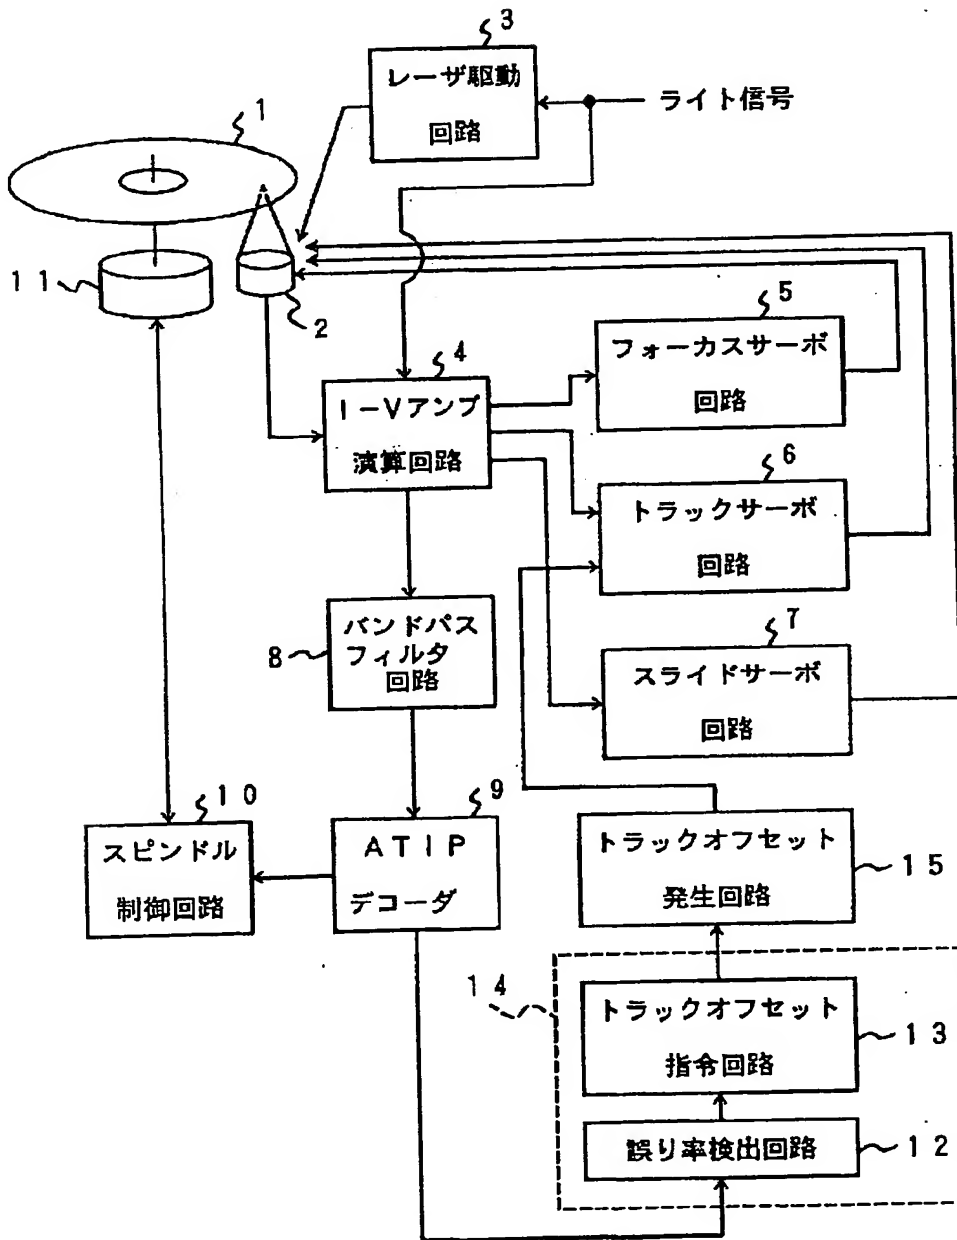 3
レーザ駆動
回路
ライト信号
1
11
2
5
フォーカスサーボ
回路
4
I－Vアンプ
演算回路
6
トラックサーボ
回路
8
バンドパス
フィルタ
回路
7
スライドサーボ
回路
10
スピンドル
制御回路
9
ATIP
デコーダ
トラックオフセット
発生回路
15
14
トラックオフセット
指令回路
13
誤り率検出回路
12